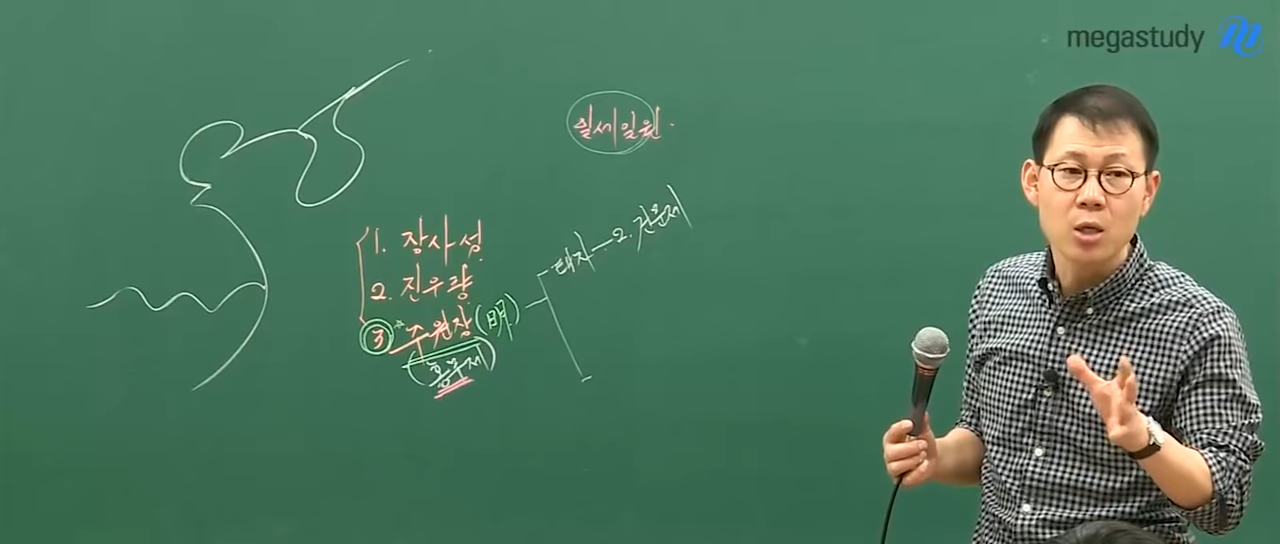 megastudy
일세일원.
1. 장사성
2. 진우량
③ * 주원장 (明)
(홍무제)
태자 - 2. 건문제